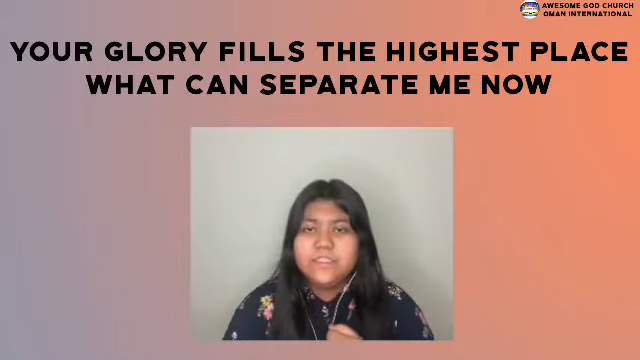 AWESOME GOD CHURCH
OMAN INTERNATIONAL
YOUR GLORY FILLS THE HIGHEST PLACE
WHAT CAN SEPARATE ME NOW